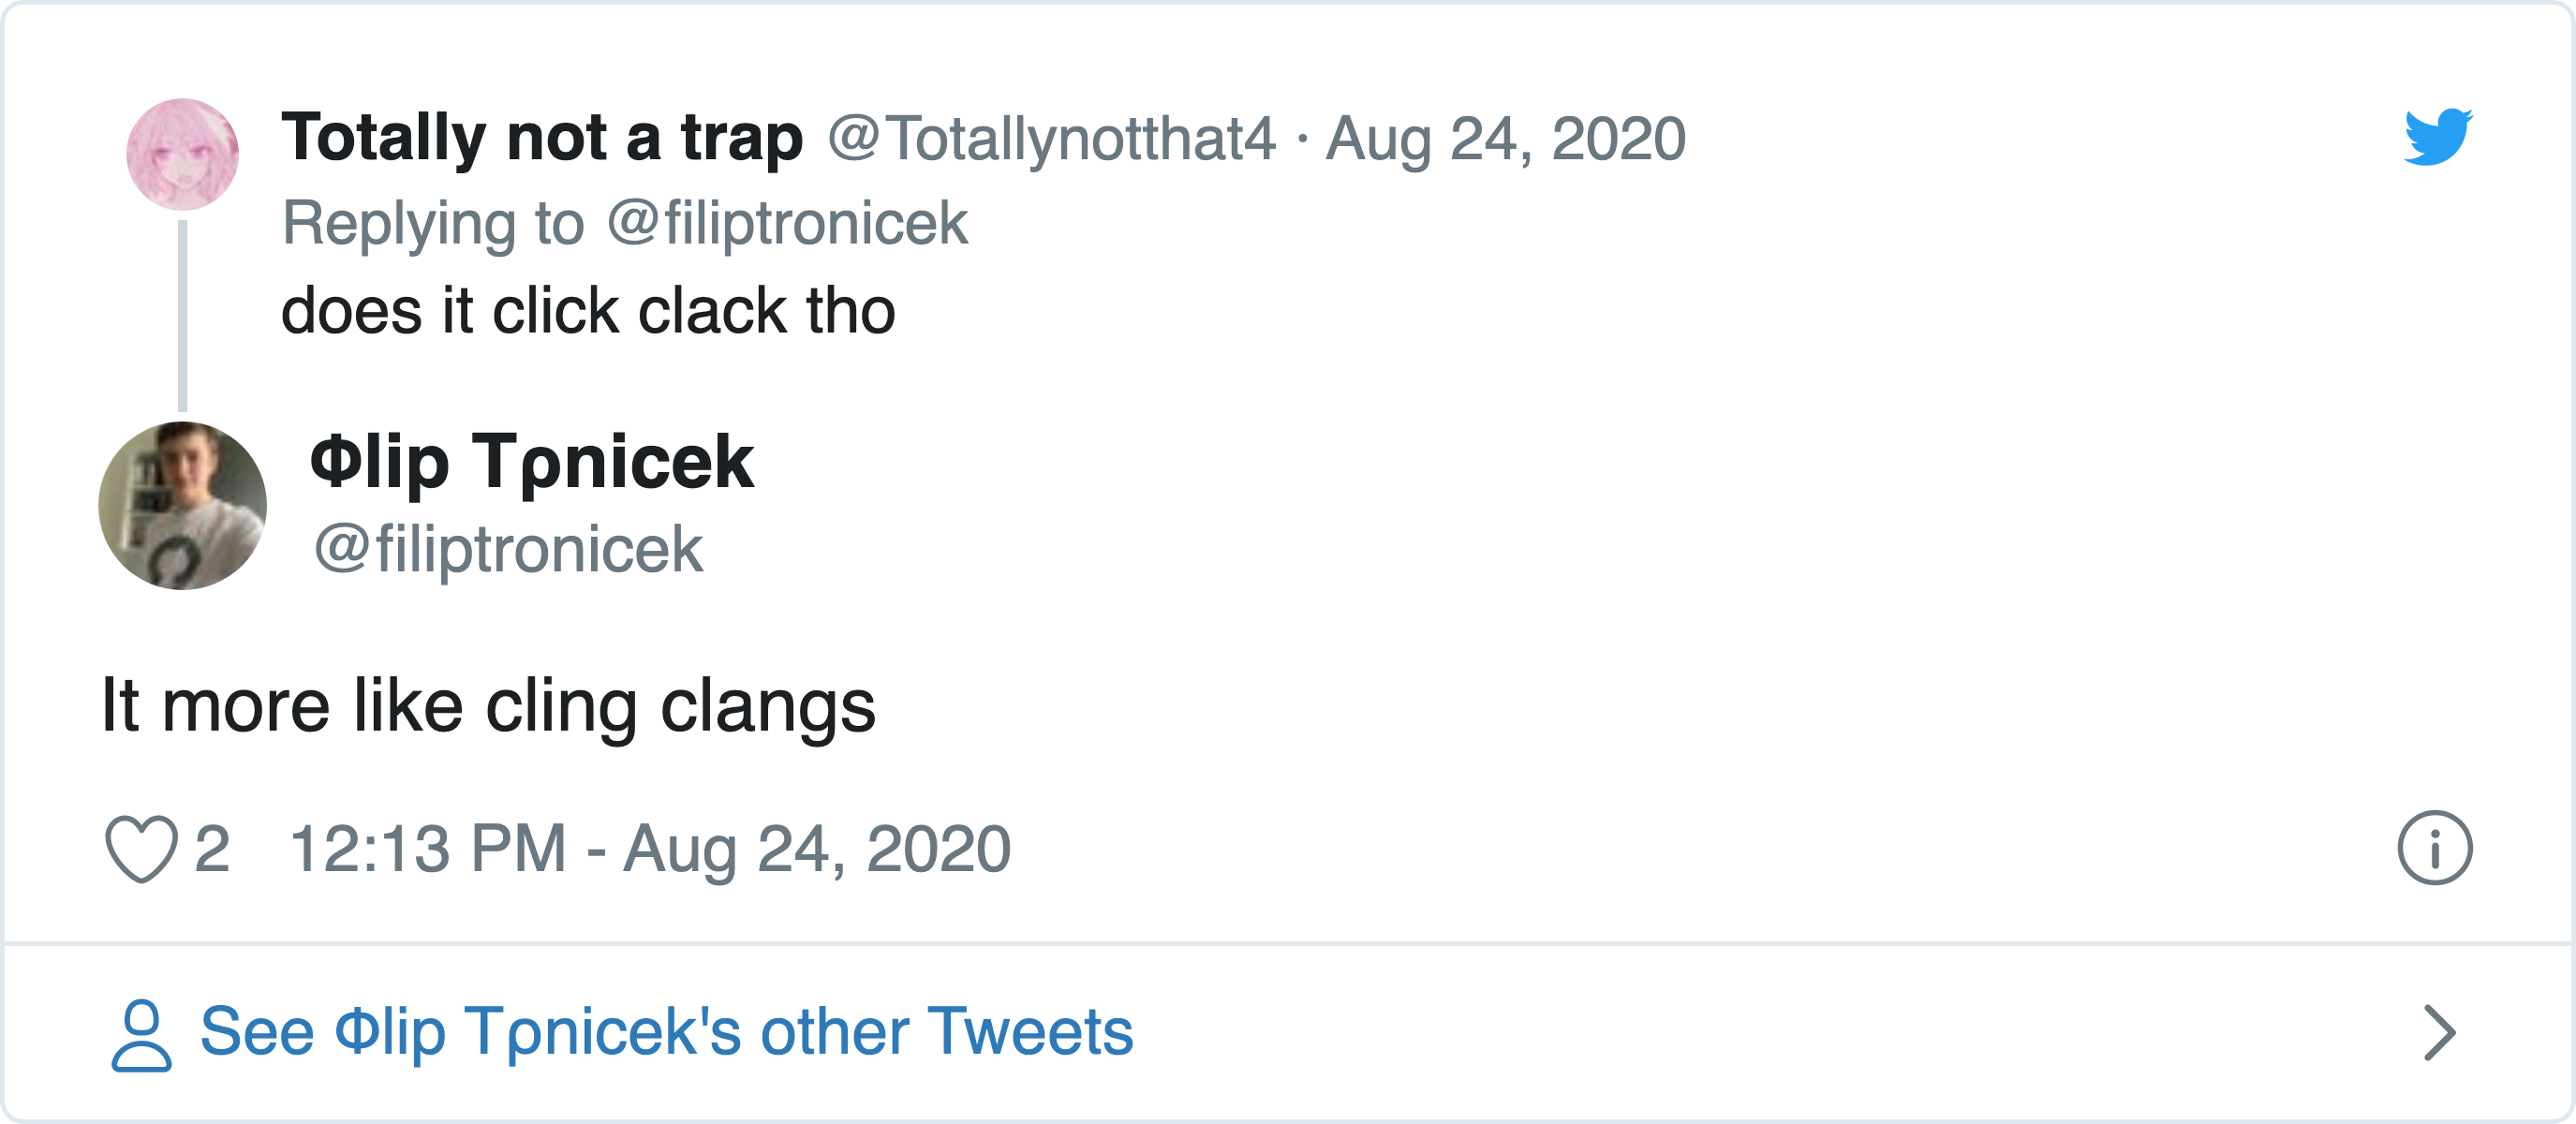 Totally not a trap @Totallynotthat4 · Aug 24, 2020
Replying to @filiptronicek
does it click clack tho
Φlip Tρnicek
@filiptronicek
It more like cling clangs
2 12:13 PM - Aug 24, 2020
See Φlip Tρnicek's other Tweets